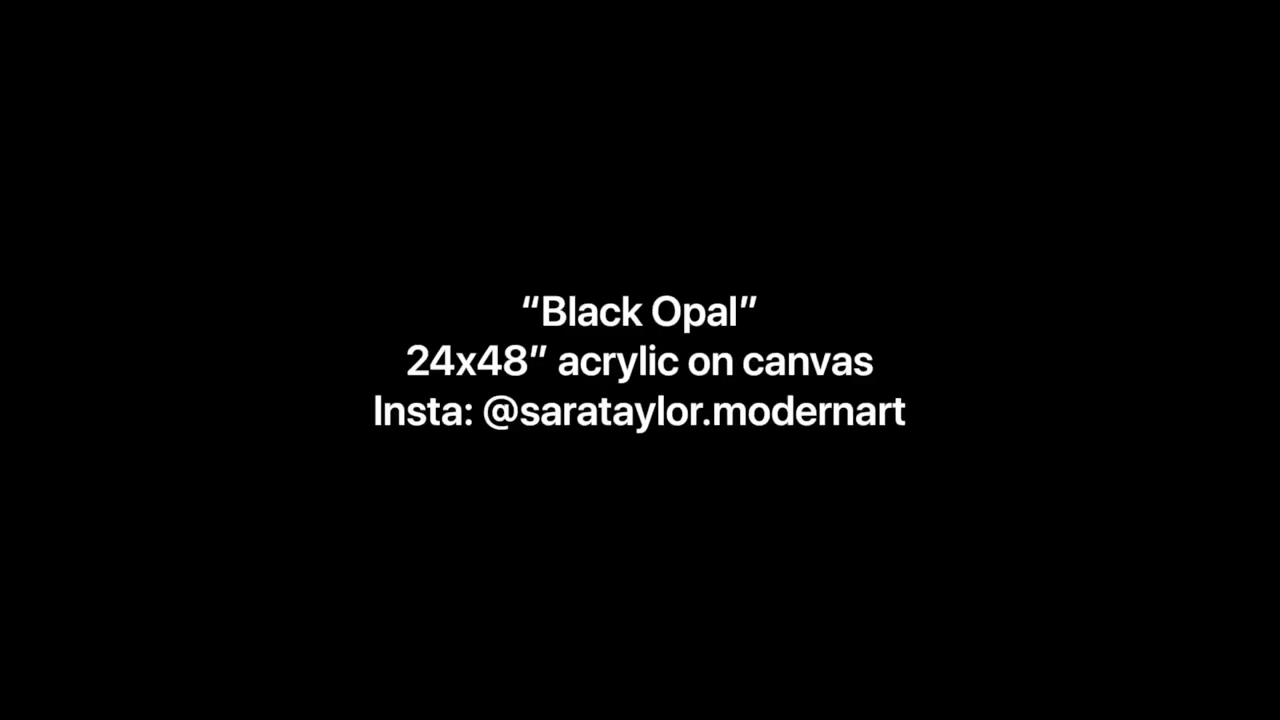 “Black Opal”
24x48” acrylic on canvas
Insta: @sarataylor.modernart